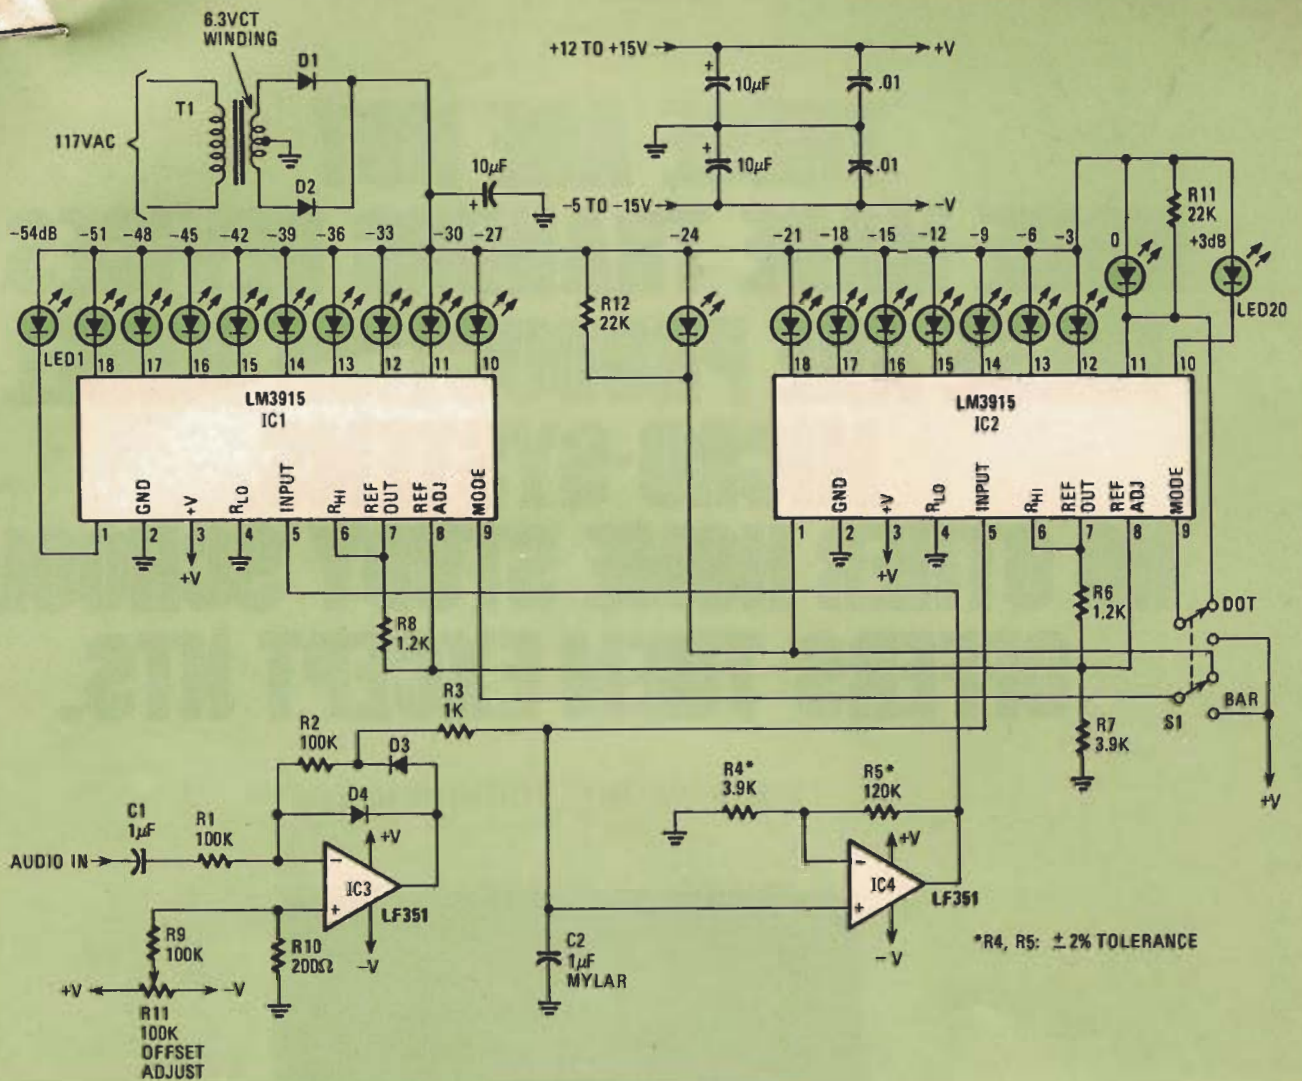 6.3VCT
WINDING
D1
T1
117VAC
D2
10µF
+
+12 TO +15V
+V
+
10µF
.01
+
10µF
.01
-5 TO -15V
-V
R11
22K
+3dB
0
LED20
-54dB
-51
-48
-45
-42
-39
-36
-33
-30
-27
-24
-21
-18
-15
-12
-9
-6
-3
R12
22K
LED1
18
17
16
15
14
13
12
11
10
18
17
16
15
14
13
12
11
10
LM3915
IC1
GND
+V
RLO
INPUT
RHI
REF
OUT
REF
ADJ
MODE
1
2
3
4
5
6
7
8
9
+V
LM3915
IC2
GND
+V
RLO
INPUT
RHI
REF
OUT
REF
ADJ
MODE
1
2
3
4
5
6
7
8
9
+V
R8
1.2K
R6
1.2K
DOT
BAR
S1
+V
R7
3.9K
R3
1K
R2
100K
D3
D4
C1
1µF
R1
100K
AUDIO IN
+V
-
IC3
+
LF351
-V
R9
100K
R10
200Ω
+V
-V
R11
100K
OFFSET
ADJUST
R4*
3.9K
R5*
120K
+V
-
IC4
+
LF351
-V
C2
1µF
MYLAR
*R4, R5: ±2% TOLERANCE